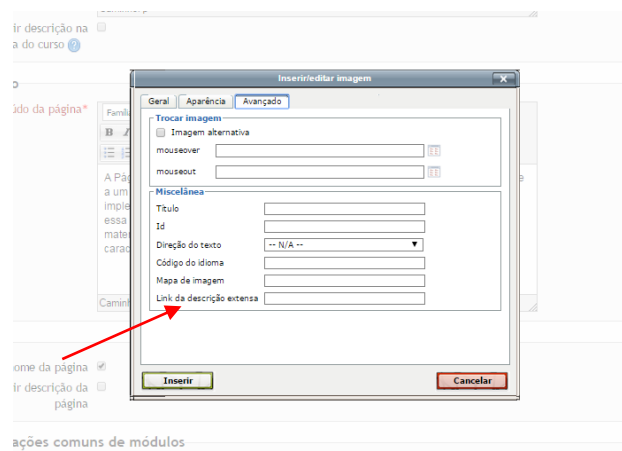 ir descrição na
a do curso
o
údo da página*
Famíl
B I
A Pág
a um
e
imple
essa
mater
carac
Caminh
Inserir/editar imagem
Geral Aparência Avançado
Trocar imagem
Imagem alternativa
mouseover
mouseout
Miscelânea
Título
Id
Direção do texto -- N/A --
Código do idioma
Mapa de imagem
Link da descrição extensa
Inserir Cancelar
ome da página
ir descrição da
página
ações comuns de módulos